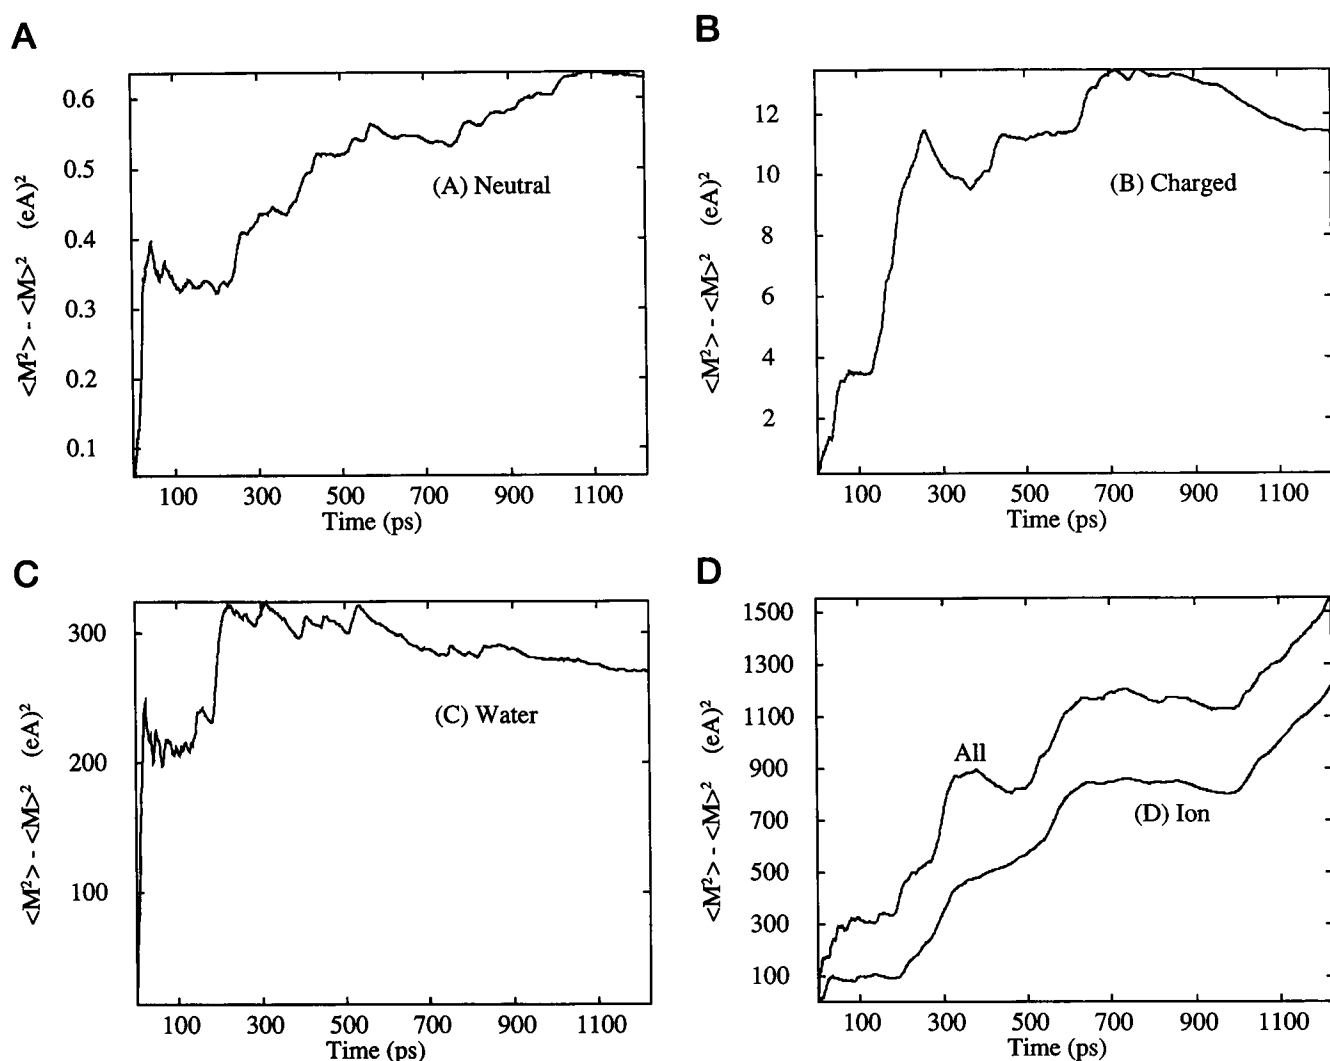 A
<M²> - <M>² (eA)²
0.6
0.5
0.4
0.3
0.2
0.1
(A) Neutral
100 300 500 700 900 1100
Time (ps)
B
<M²> - <M>² (eA)²
12
10
8
6
4
2
(B) Charged
100 300 500 700 900 1100
Time (ps)
C
<M²> - <M>² (eA)²
300
200
100
(C) Water
100 300 500 700 900 1100
Time (ps)
D
<M²> - <M>² (eA)²
1500
1300
1100
900
700
500
300
100
All
(D) Ion
100 300 500 700 900 1100
Time (ps)